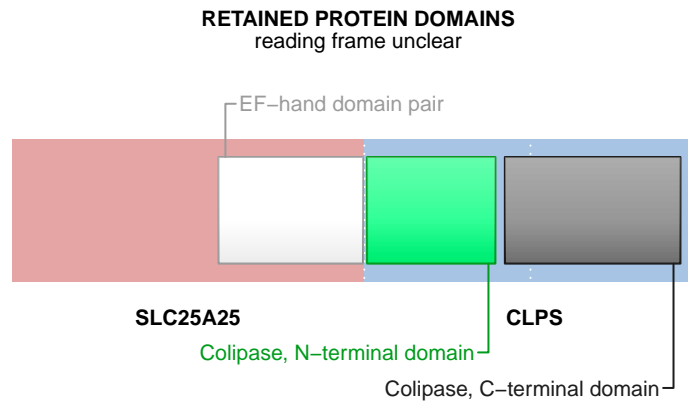 RETAINED PROTEIN DOMAINS
reading frame unclear
EF−hand domain pair
SLC25A25
CLPS
Colipase, N−terminal domain
Colipase, C−terminal domain